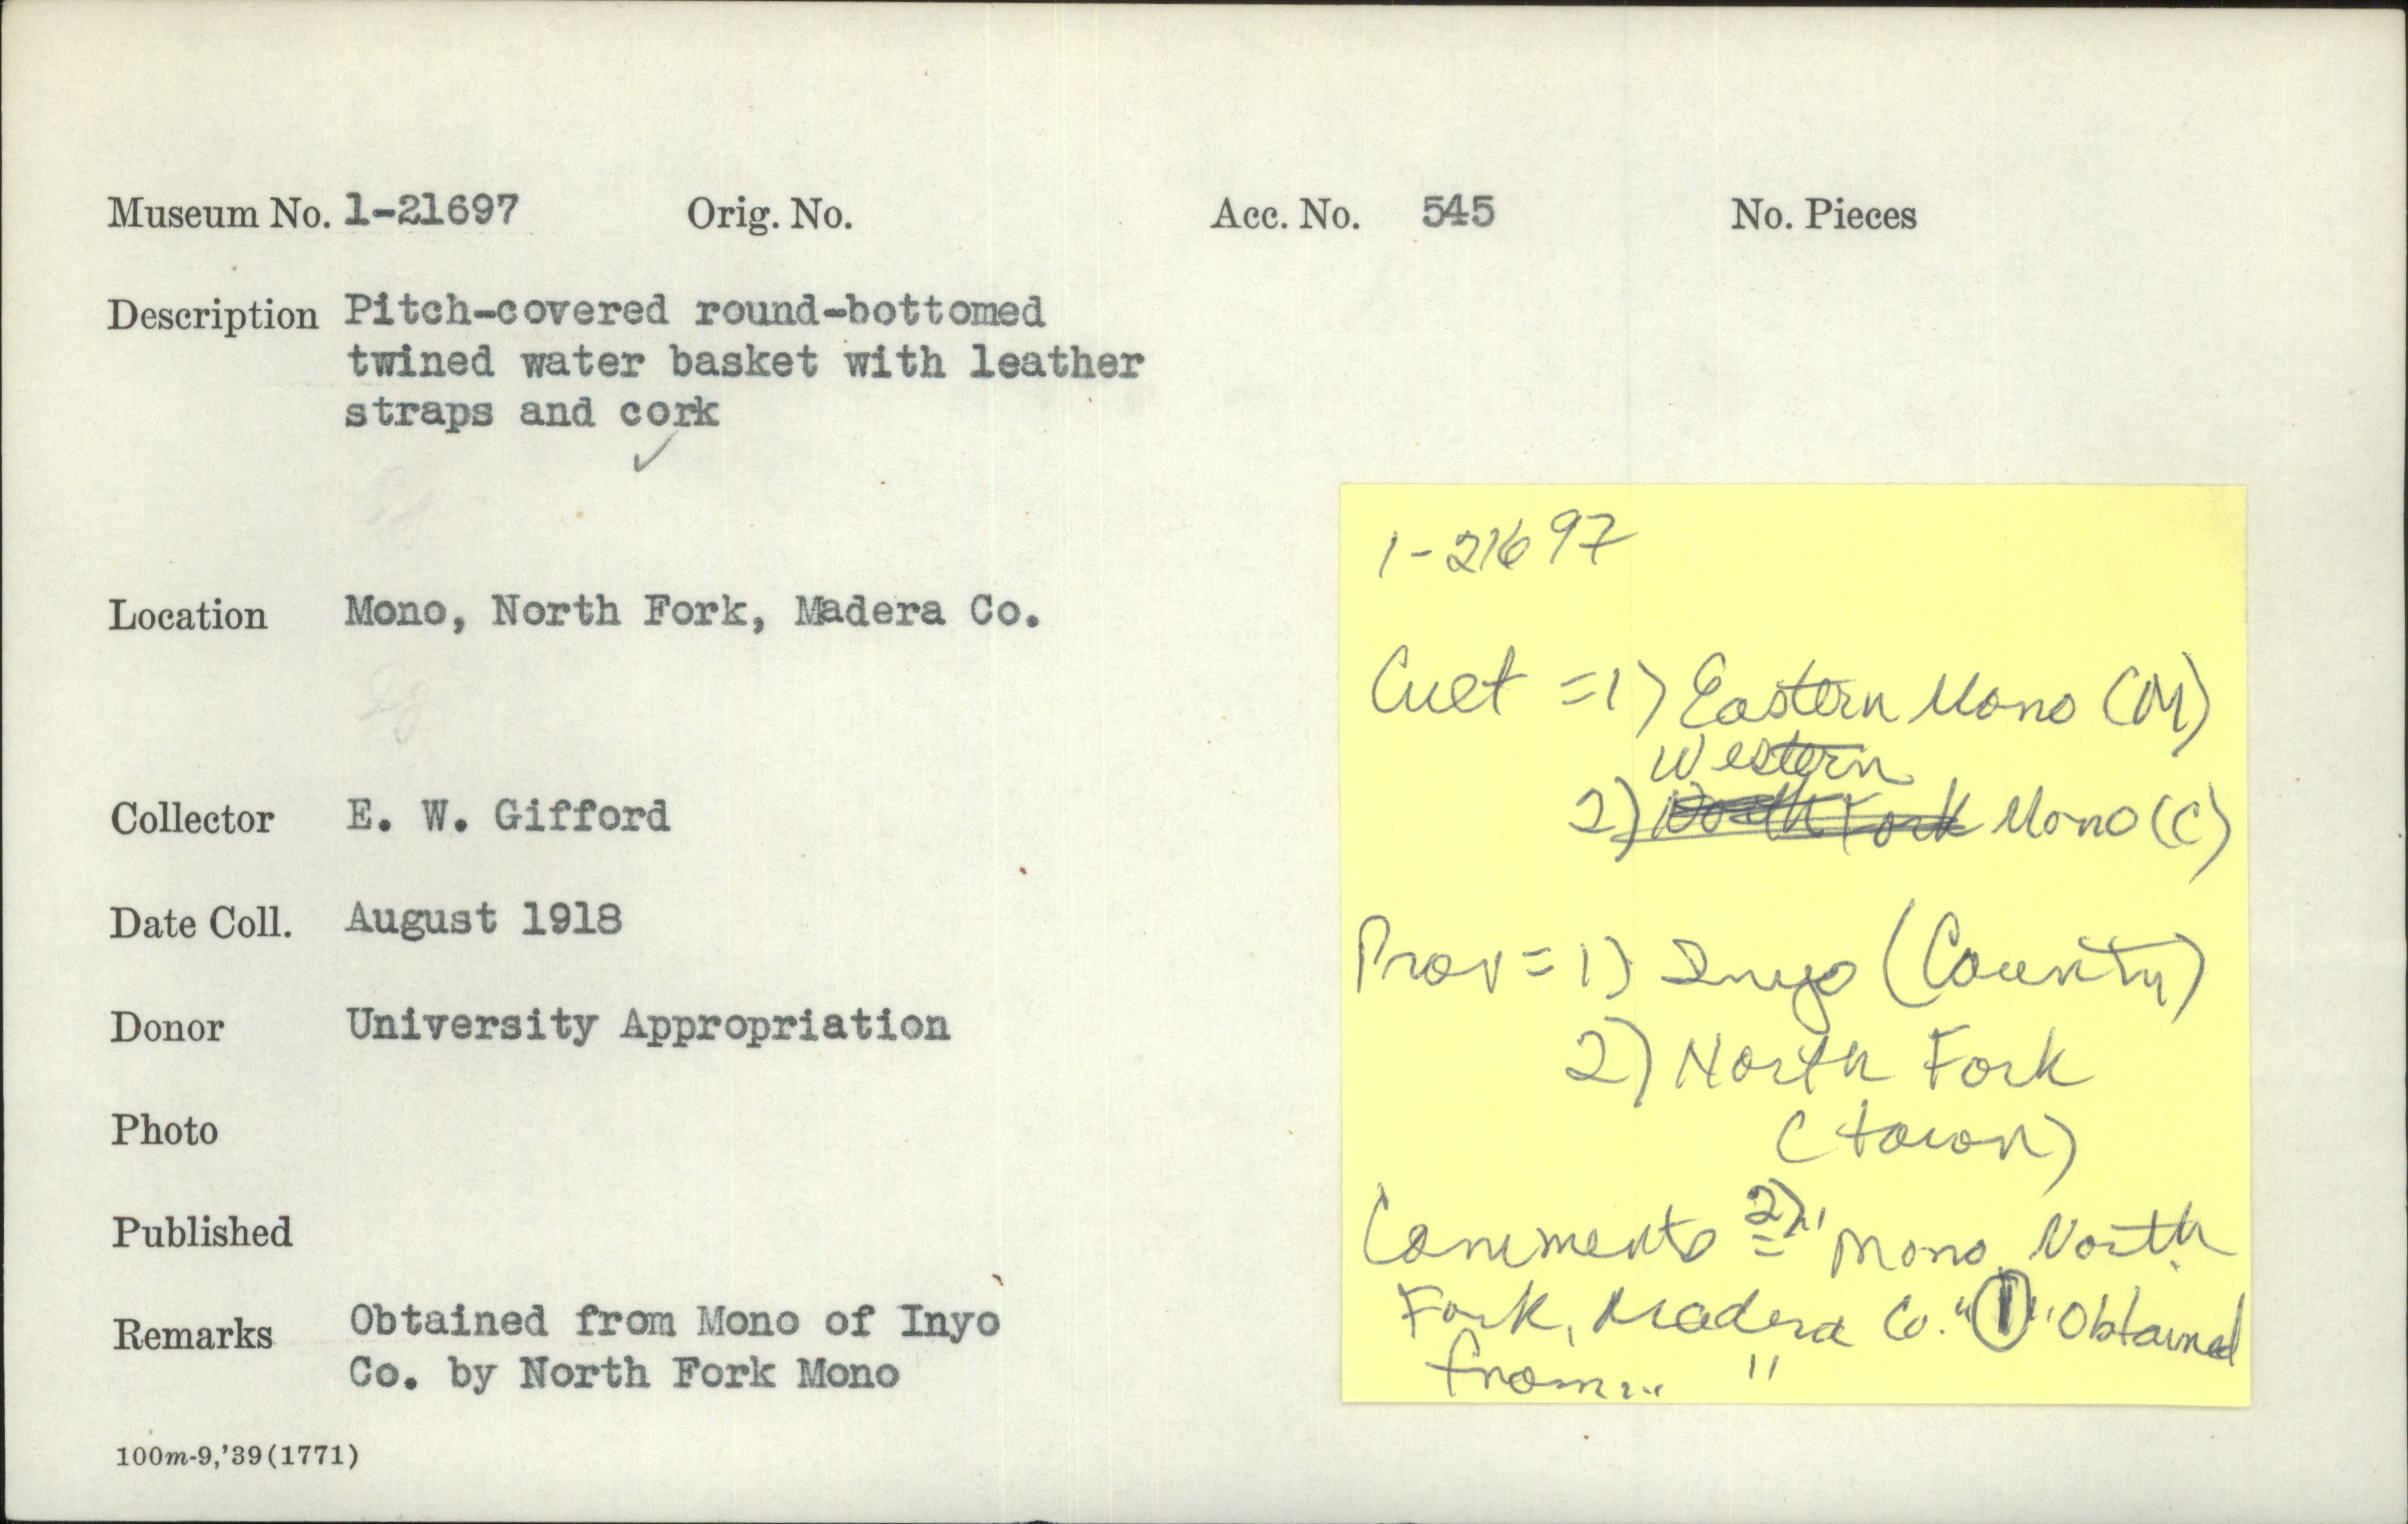 Museum No. 1-21697 Orig. No. Acc. No. 545 No. Pieces
Description Pitch-covered round-bottomed
twined water basket with leather
straps and cork
Location Mono, North Fork, Madera Co.
Collector E. W. Gifford
Date Coll. August 1918
Donor University Appropriation
Photo
Published
Remarks Obtained from Mono of Inyo
Co. by North Fork Mono
100m-9,'39(1771)
1-21697
Cult = 1) Eastern Mono (M)
Western
2) North Fork Mono (C)
Prov = 1) Inyo (County)
2) North Fork
(town)
Comments = 2) "Mono, North
Fork, Madera Co." 1 "Obtained
from... "